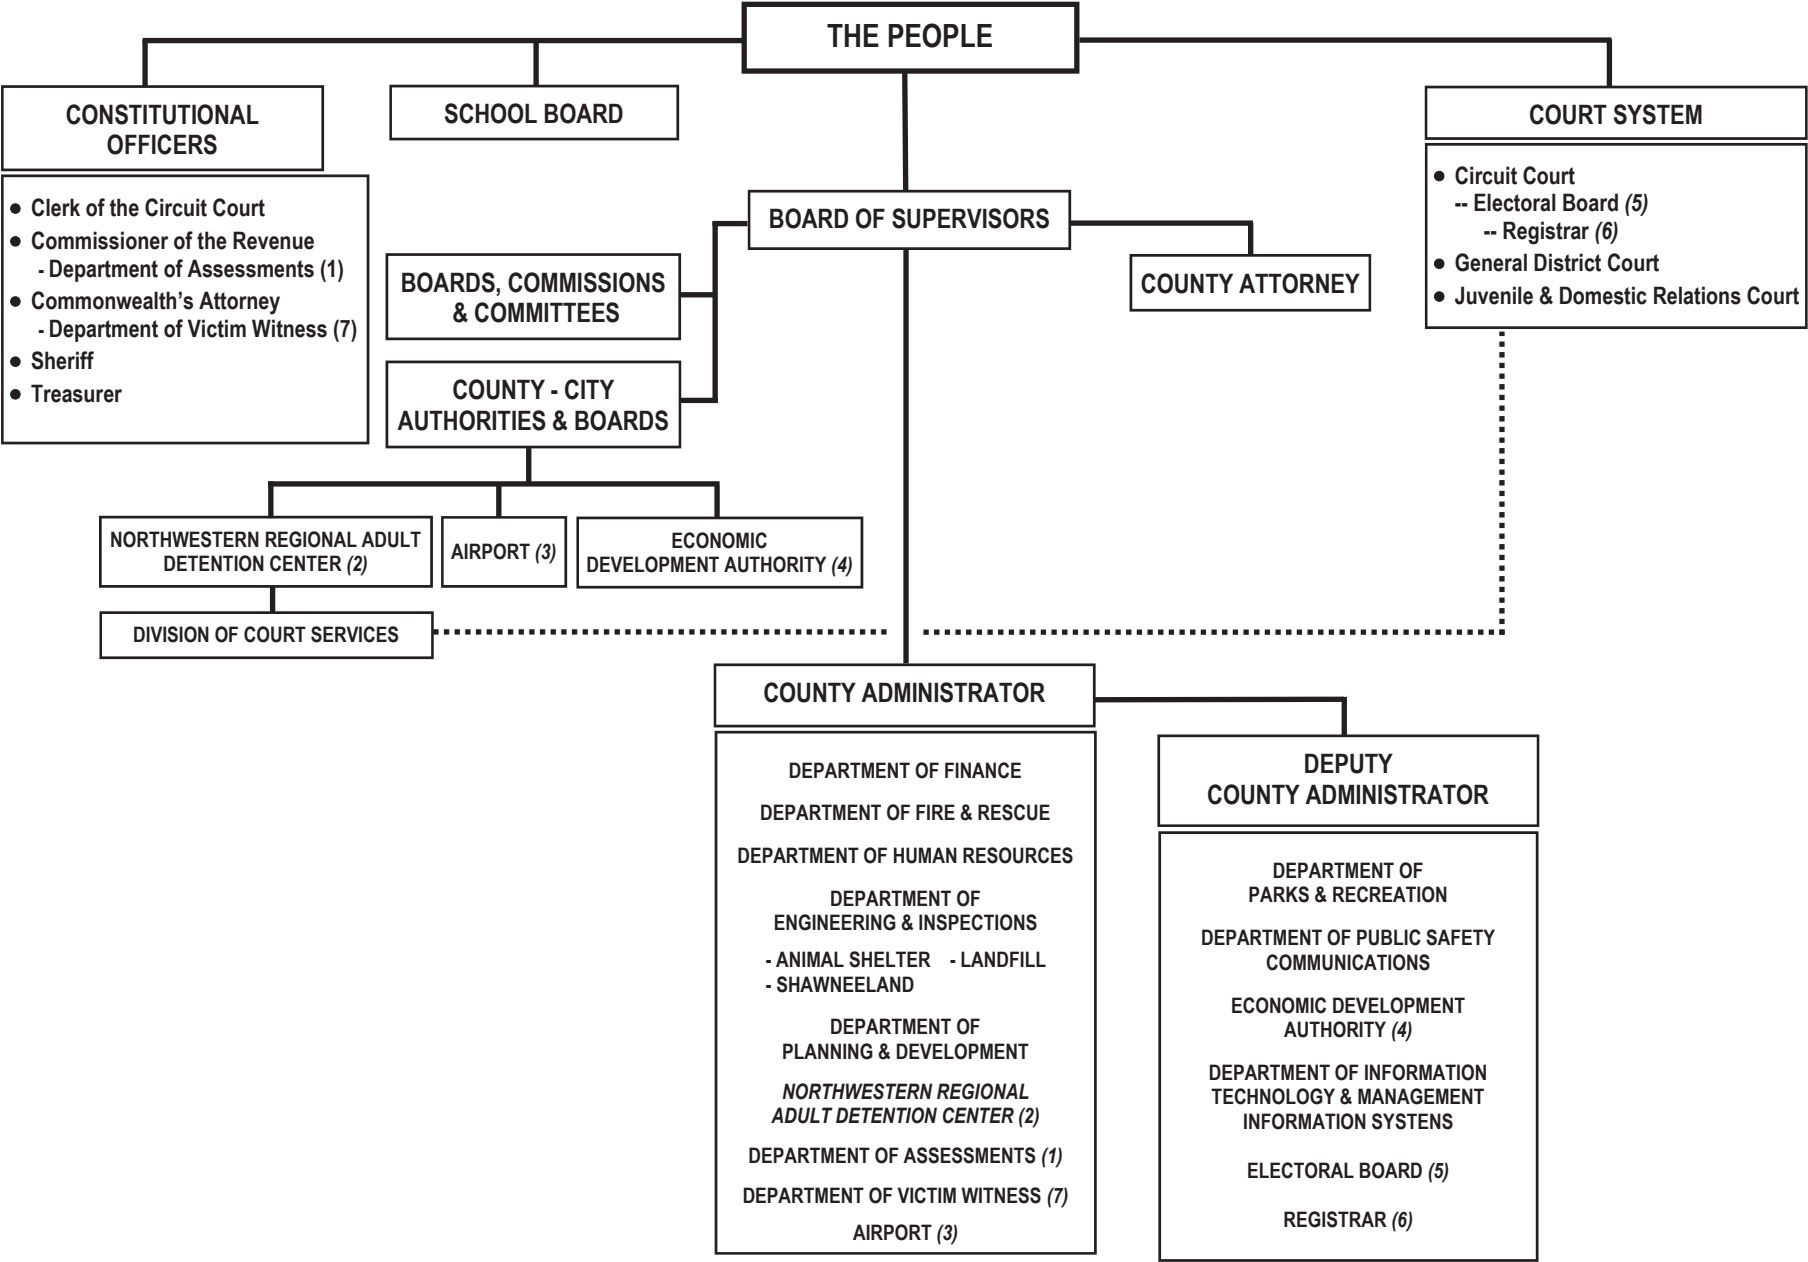 THE PEOPLE
CONSTITUTIONAL
OFFICERS
SCHOOL BOARD
COURT SYSTEM
● Clerk of the Circuit Court
● Commissioner of the Revenue
- Department of Assessments (1)
● Commonwealth’s Attorney
- Department of Victim Witness (7)
● Sheriff
● Treasurer
● Circuit Court
-- Electoral Board (5)
-- Registrar (6)
● General District Court
● Juvenile & Domestic Relations Court
BOARD OF SUPERVISORS
BOARDS, COMMISSIONS
& COMMITTEES
COUNTY ATTORNEY
COUNTY - CITY
AUTHORITIES & BOARDS
NORTHWESTERN REGIONAL ADULT
DETENTION CENTER (2)
AIRPORT (3)
ECONOMIC
DEVELOPMENT AUTHORITY (4)
DIVISION OF COURT SERVICES
COUNTY ADMINISTRATOR
DEPARTMENT OF FINANCE
DEPARTMENT OF FIRE & RESCUE
DEPARTMENT OF HUMAN RESOURCES
DEPARTMENT OF
ENGINEERING & INSPECTIONS
- ANIMAL SHELTER - LANDFILL
- SHAWNEELAND
DEPARTMENT OF
PLANNING & DEVELOPMENT
NORTHWESTERN REGIONAL
ADULT DETENTION CENTER (2)
DEPARTMENT OF ASSESSMENTS (1)
DEPARTMENT OF VICTIM WITNESS (7)
AIRPORT (3)
DEPUTY
COUNTY ADMINISTRATOR
DEPARTMENT OF
PARKS & RECREATION
DEPARTMENT OF PUBLIC SAFETY
COMMUNICATIONS
ECONOMIC DEVELOPMENT
AUTHORITY (4)
DEPARTMENT OF INFORMATION
TECHNOLOGY & MANAGEMENT
INFORMATION SYSTENS
ELECTORAL BOARD (5)
REGISTRAR (6)